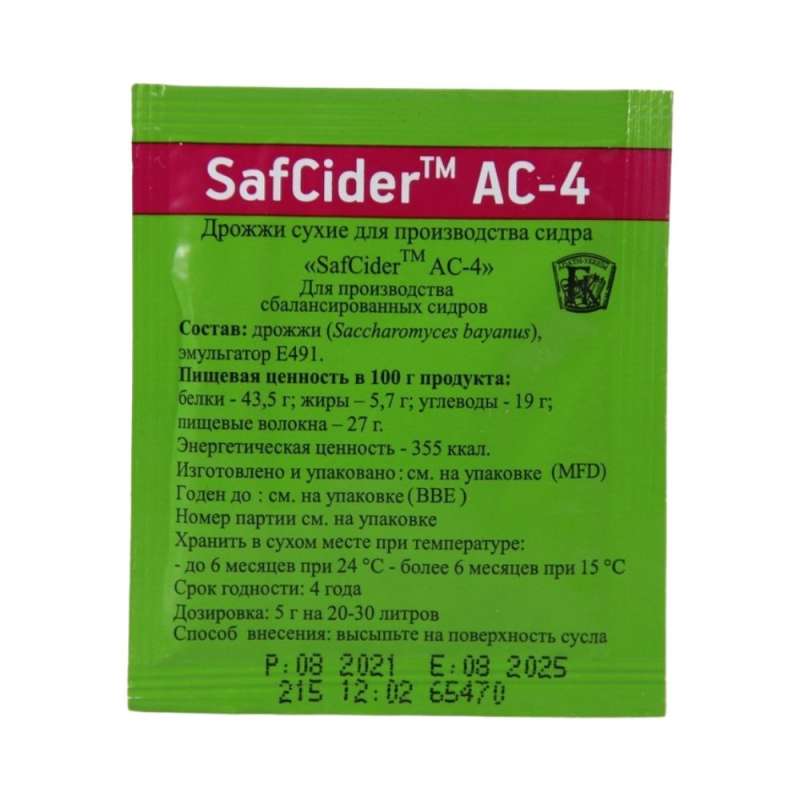 SafCider™ AC-4
Дрожжи сухие для производства сидра
«SafCider™ AC-4»
Для производства
сбалансированных сидров
Состав: дрожжи (Saccharomyces bayanus),
эмульгатор Е491.
Пищевая ценность в 100 г продукта:
белки - 43,5 г; жиры – 5,7 г; углеводы - 19 г;
пищевые волокна – 27 г.
Энергетическая ценность - 355 ккал.
Изготовлено и упаковано : см. на упаковке (MFD)
Годен до : см. на упаковке ( BBE )
Номер партии см. на упаковке
Хранить в сухом месте при температуре:
- до 6 месяцев при 24 °C - более 6 месяцев при 15 °C
Срок годности: 4 года
Дозировка: 5 г на 20-30 литров
Способ внесения: высыпьте на поверхность сусла
P:08 2021 E:08 2025
215 12:02 65470